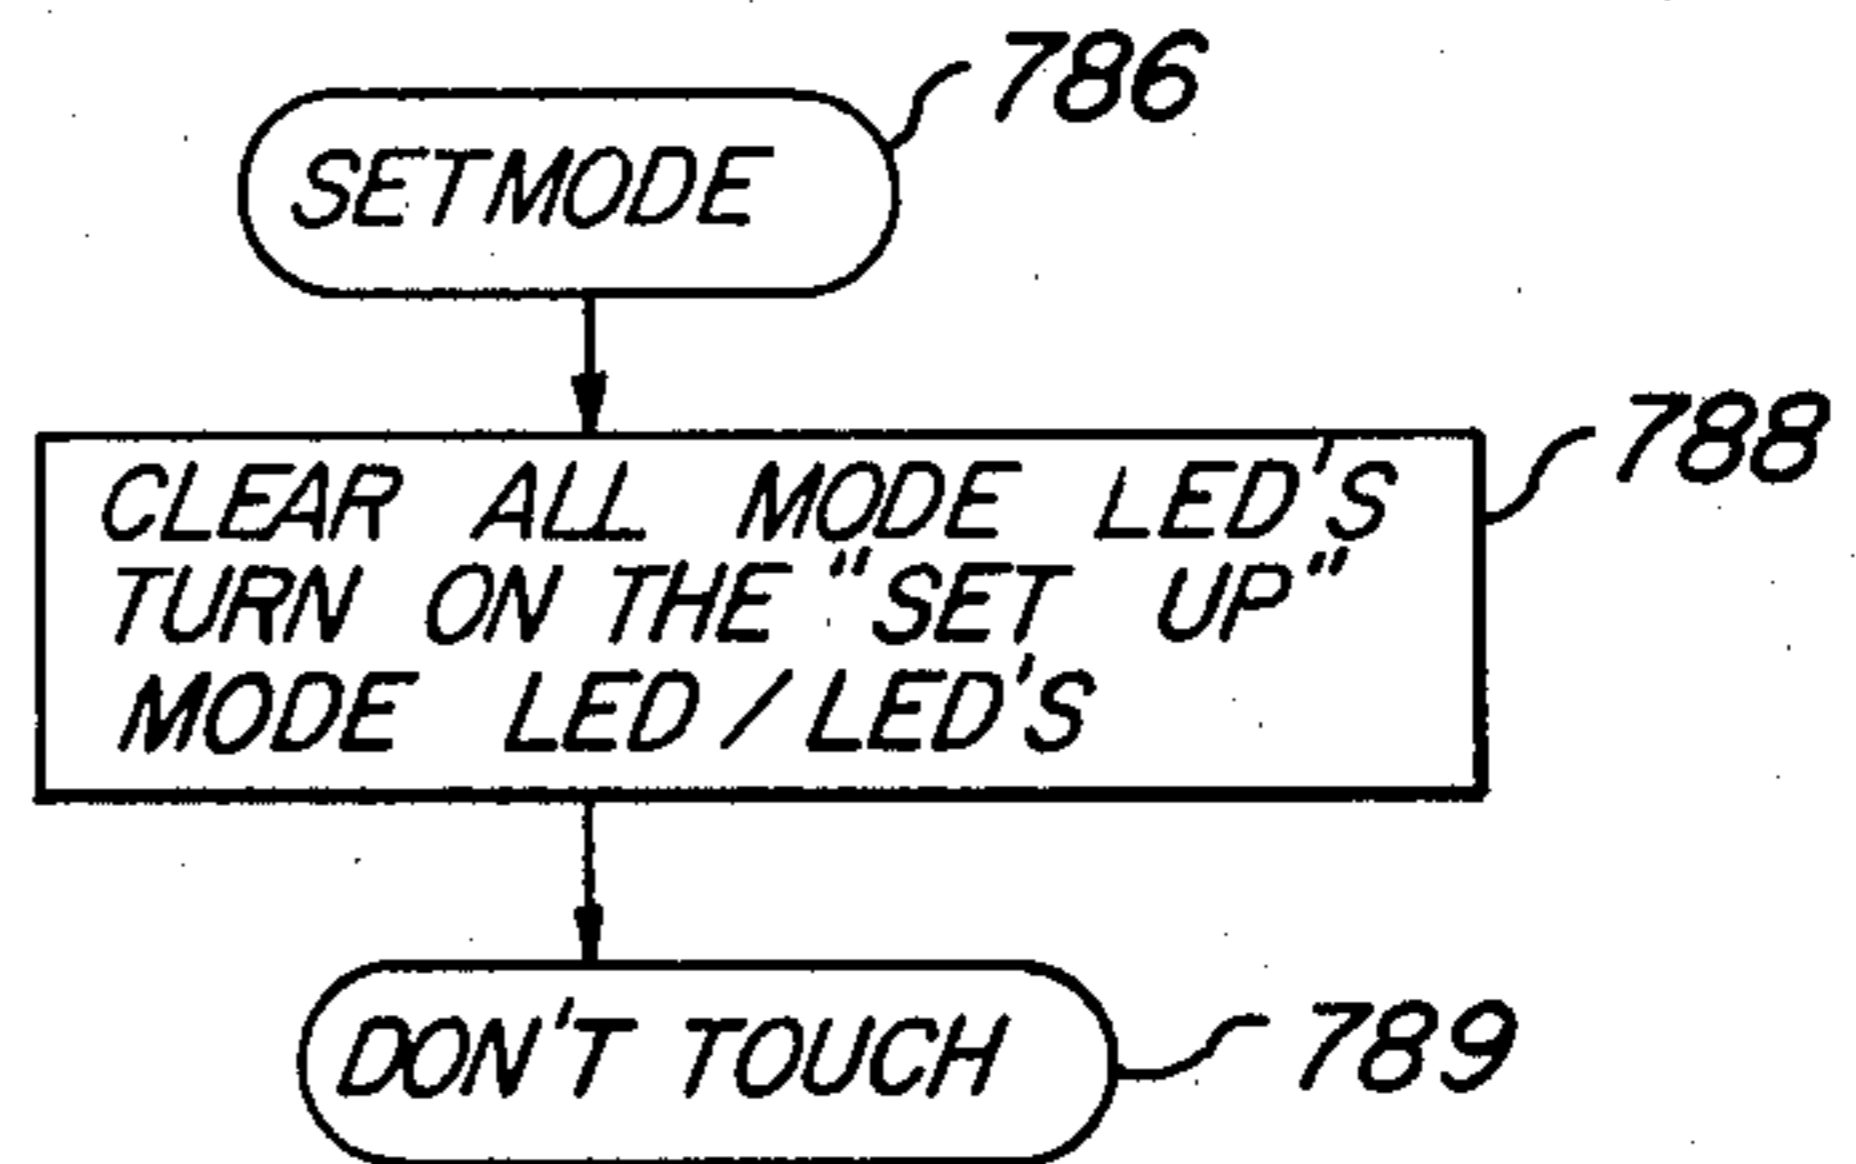 786
SETMODE
788
CLEAR ALL MODE LED'S
TURN ON THE "SET UP"
MODE LED/LED'S
DON'T TOUCH
789